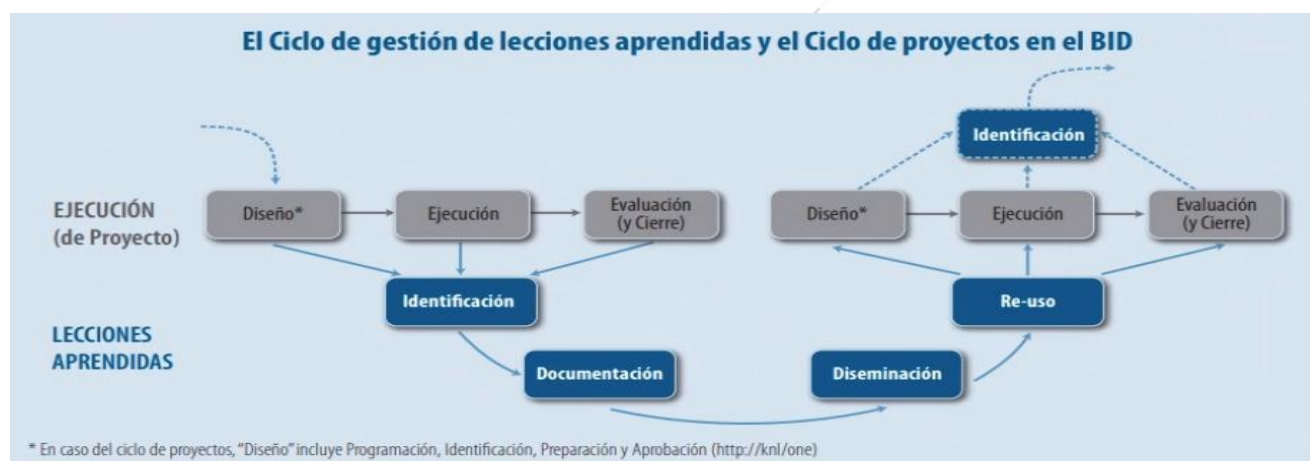 El Ciclo de gestión de lecciones aprendidas y el Ciclo de proyectos en el BID
Identificación
EJECUCIÓN
(de Proyecto)
Diseño*
Ejecución
Evaluación
(y Cierre)
Diseño*
Ejecución
Evaluación
(y Cierre)
Identificación
Re-uso
LECCIONES
APRENDIDAS
Documentación
Diseminación
* En caso del ciclo de proyectos, "Diseño" incluye Programación, Identificación, Preparación y Aprobación (http://knl/one)